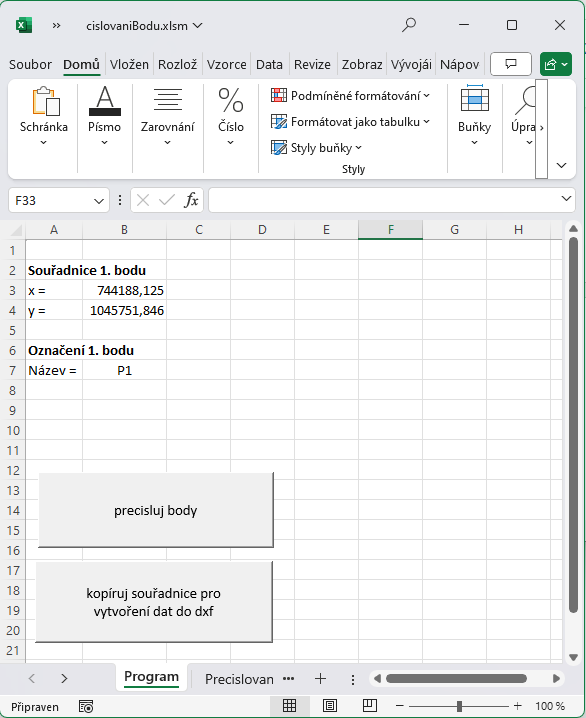 » cislovaniBodu.xlsm
Soubor Domů Vložen Rozlož Vzorce Data Revize Zobraz Vývojái Nápov
Schránka Písmo Zarovnání Číslo Podmíněné formátování Formátovat jako tabulku Styly buňky Buňky Úpra
Styly
F33 fx
A B C D E F G H
1
2 Souřadnice 1. bodu
3 x = 744188,125
4 y = 1045751,846
5
6 Označení 1. bodu
7 Název = P1
8
9
10
11
12
13
14 precisluj body
15
16
17
18 kopíruj souřadnice pro
19 vytvoření dat do dxf
20
21
Program Precislovan ••• +
Připraven 100 %